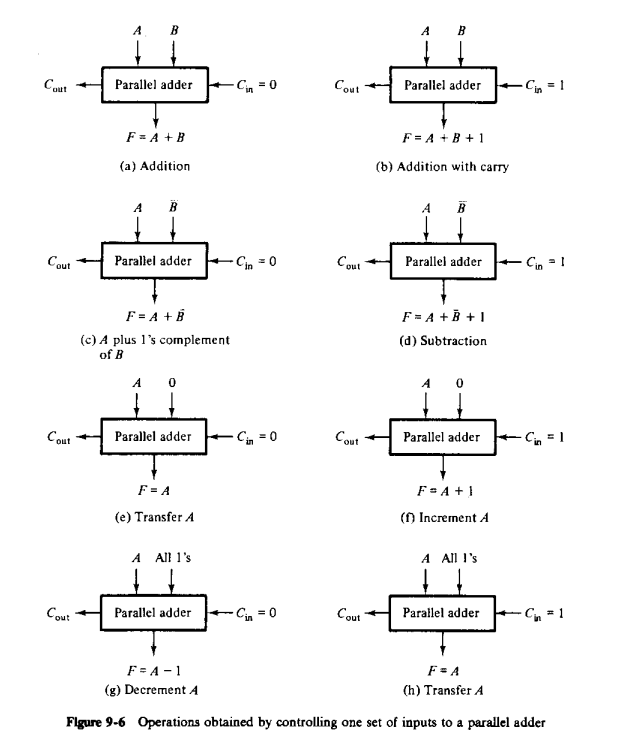 A B
C_out Parallel adder C_in = 0
F = A + B
(a) Addition
A B
C_out Parallel adder C_in = 1
F = A + B + 1
(b) Addition with carry
A B̅
C_out Parallel adder C_in = 0
F = A + B̅
(c) A plus 1's complement
of B
A B̅
C_out Parallel adder C_in = 1
F = A + B̅ + 1
(d) Subtraction
A 0
C_out Parallel adder C_in = 0
F = A
(e) Transfer A
A 0
C_out Parallel adder C_in = 1
F = A + 1
(f) Increment A
A All 1's
C_out Parallel adder C_in = 0
F = A − 1
(g) Decrement A
A All 1's
C_out Parallel adder C_in = 1
F = A
(h) Transfer A
Figure 9-6 Operations obtained by controlling one set of inputs to a parallel adder